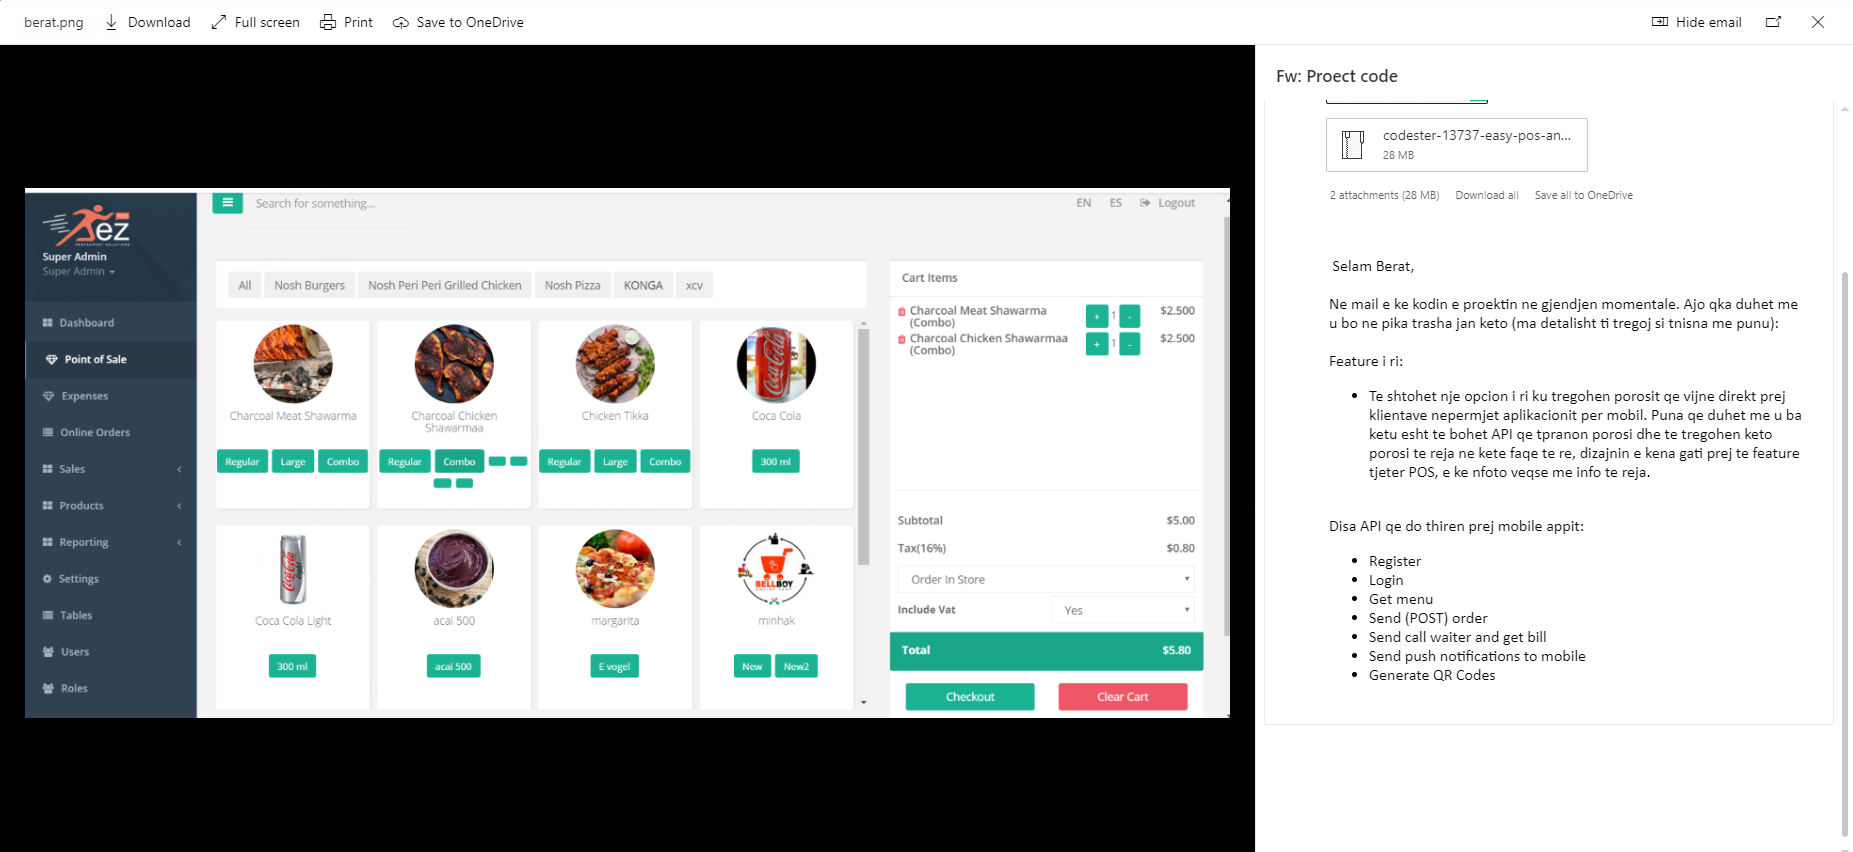 berat.png Download Full screen Print Save to OneDrive Hide email
Fw: Proect code
codester-13737-easy-pos-an...
28 MB
2 attachments (28 MB) Download all Save all to OneDrive
Selam Berat,
Ne mail e ke kodin e proektin ne gjendjen momentale. Ajo qka duhet me
u bo ne pika trasha jan keto (ma detalisht ti tregoj si tnisna me punu):
Feature i ri:
• Te shtohet nje opcion i ri ku tregohen porosit qe vijne direkt prej
klientave nepermjet aplikacionit per mobil. Puna qe duhet me u ba
ketu esht te bohet API qe tpranon porosi dhe te tregohen keto
porosi te reja ne kete faqe te re, dizajnin e kena gati prej te feature
tjeter POS, e ke nfoto veqse me info te reja.
Disa API qe do thiren prej mobile appit:
• Register
• Login
• Get menu
• Send (POST) order
• Send call waiter and get bill
• Send push notifications to mobile
• Generate QR Codes
ez
RESTAURANT SOLUTIONS
Super Admin
Super Admin
Dashboard
Point of Sale
Expenses
Online Orders
Sales
Products
Reporting
Settings
Tables
Users
Roles
Search for something...
EN ES Logout
All Nosh Burgers Nosh Peri Peri Grilled Chicken Nosh Pizza KONGA xcv
Charcoal Meat Shawarma
Regular Large Combo
Charcoal Chicken
Shawarmaa
Regular Combo
Chicken Tikka
Regular Large Combo
Coca Cola
300 ml
Coca Cola Light
300 ml
acai 500
acai 500
margarita
E vogel
BELLBOY
minhak
New New2
Cart Items
Charcoal Meat Shawarma + 1 - $2.500
(Combo)
Charcoal Chicken Shawarmaa + 1 - $2.500
(Combo)
Subtotal $5.00
Tax(16%) $0.80
Order In Store
Include Vat Yes
Total $5.80
Checkout Clear Cart